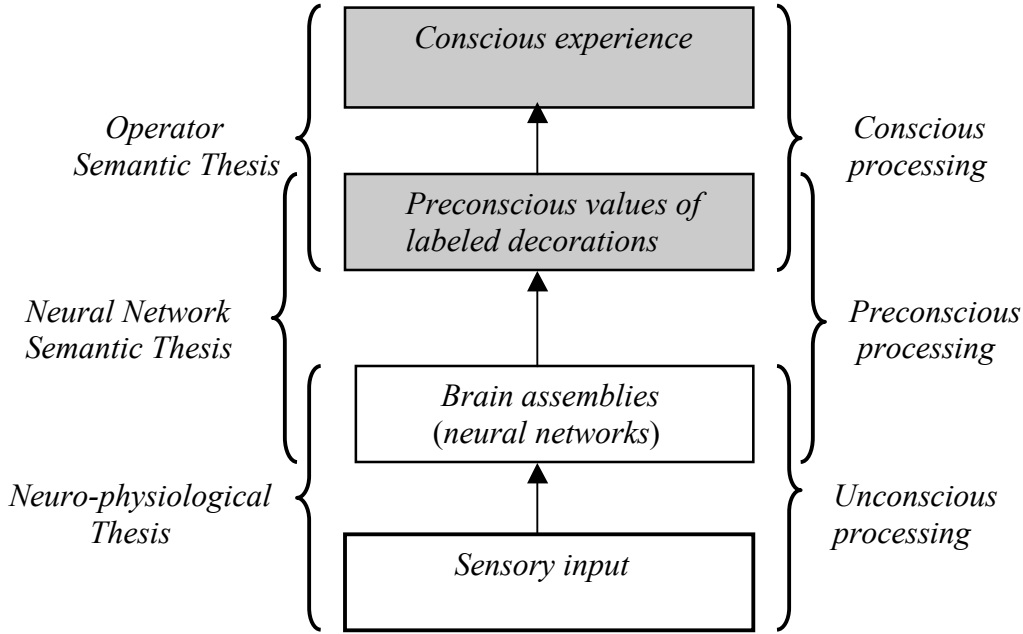 Conscious experience
Operator
Semantic Thesis
Conscious
processing
Preconscious values of
labeled decorations
Neural Network
Semantic Thesis
Preconscious
processing
Brain assemblies
(neural networks)
Neuro-physiological
Thesis
Unconscious
processing
Sensory input